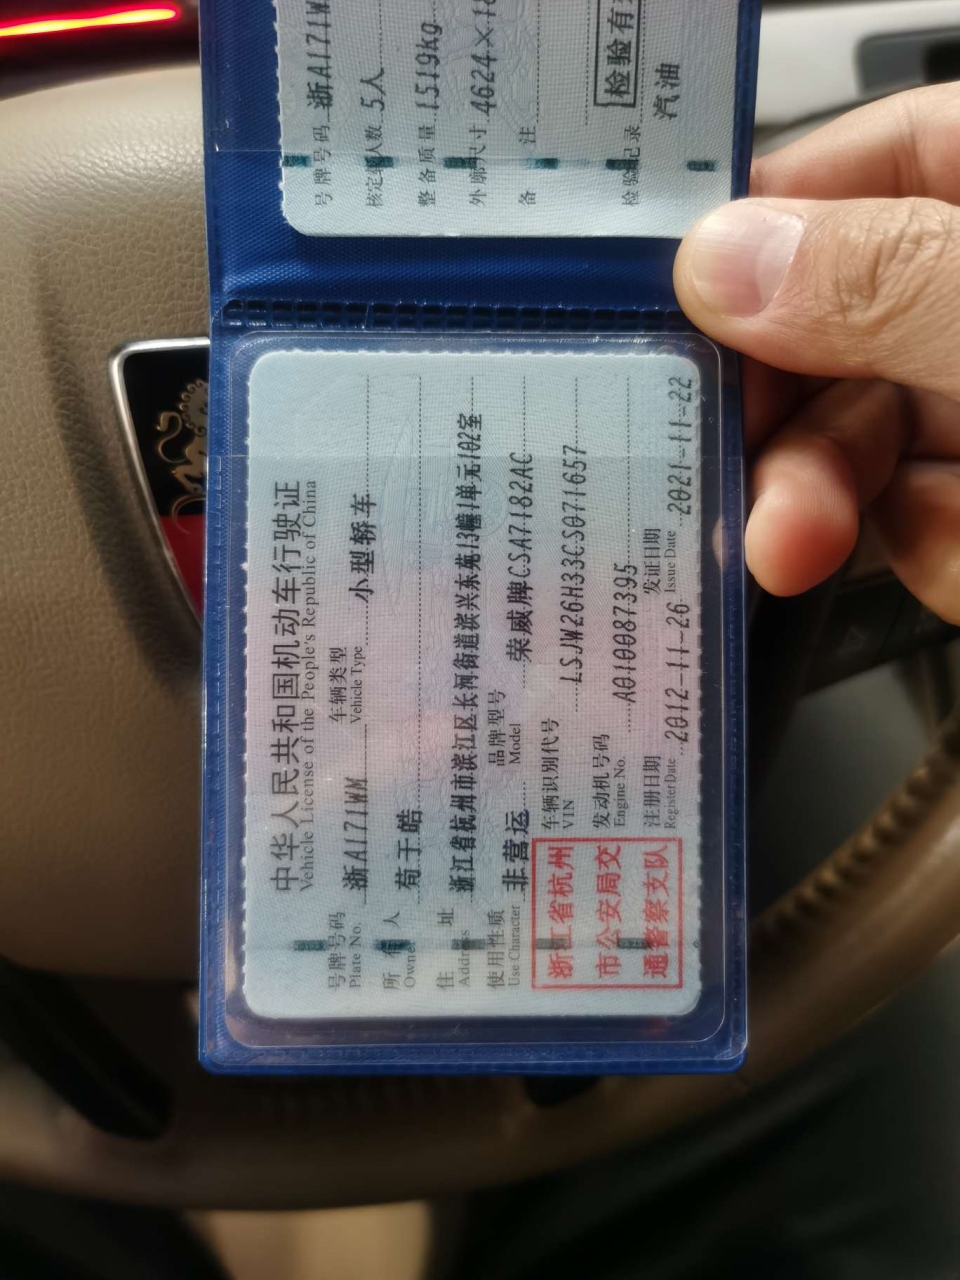 中华人民共和国机动车行驶证
Vehicle License of the People's Republic of China
号牌号码 浙A171WM 车辆类型 小型轿车
Plate No. Vehicle Type
所有人 荀于皓
Owner
住址 浙江省杭州市滨江区长河街道滨兴东苑13幢1单元102室
Address
使用性质 非营运 品牌型号 荣威牌CSA7182AC
Use Character Model
浙江省杭州
市公安局交
通警察支队
车辆识别代号 LSJW26H33CS071657
VIN
发动机号码 A010087395
Engine No.
注册日期 2012-11-26 发证日期 2021-11-22
Register Date Issue Date
号牌号码 浙A171W
核定载人数 5人
整备质量 1519kg
外廓尺寸 4624×18
备注
检验有
检验记录
汽油